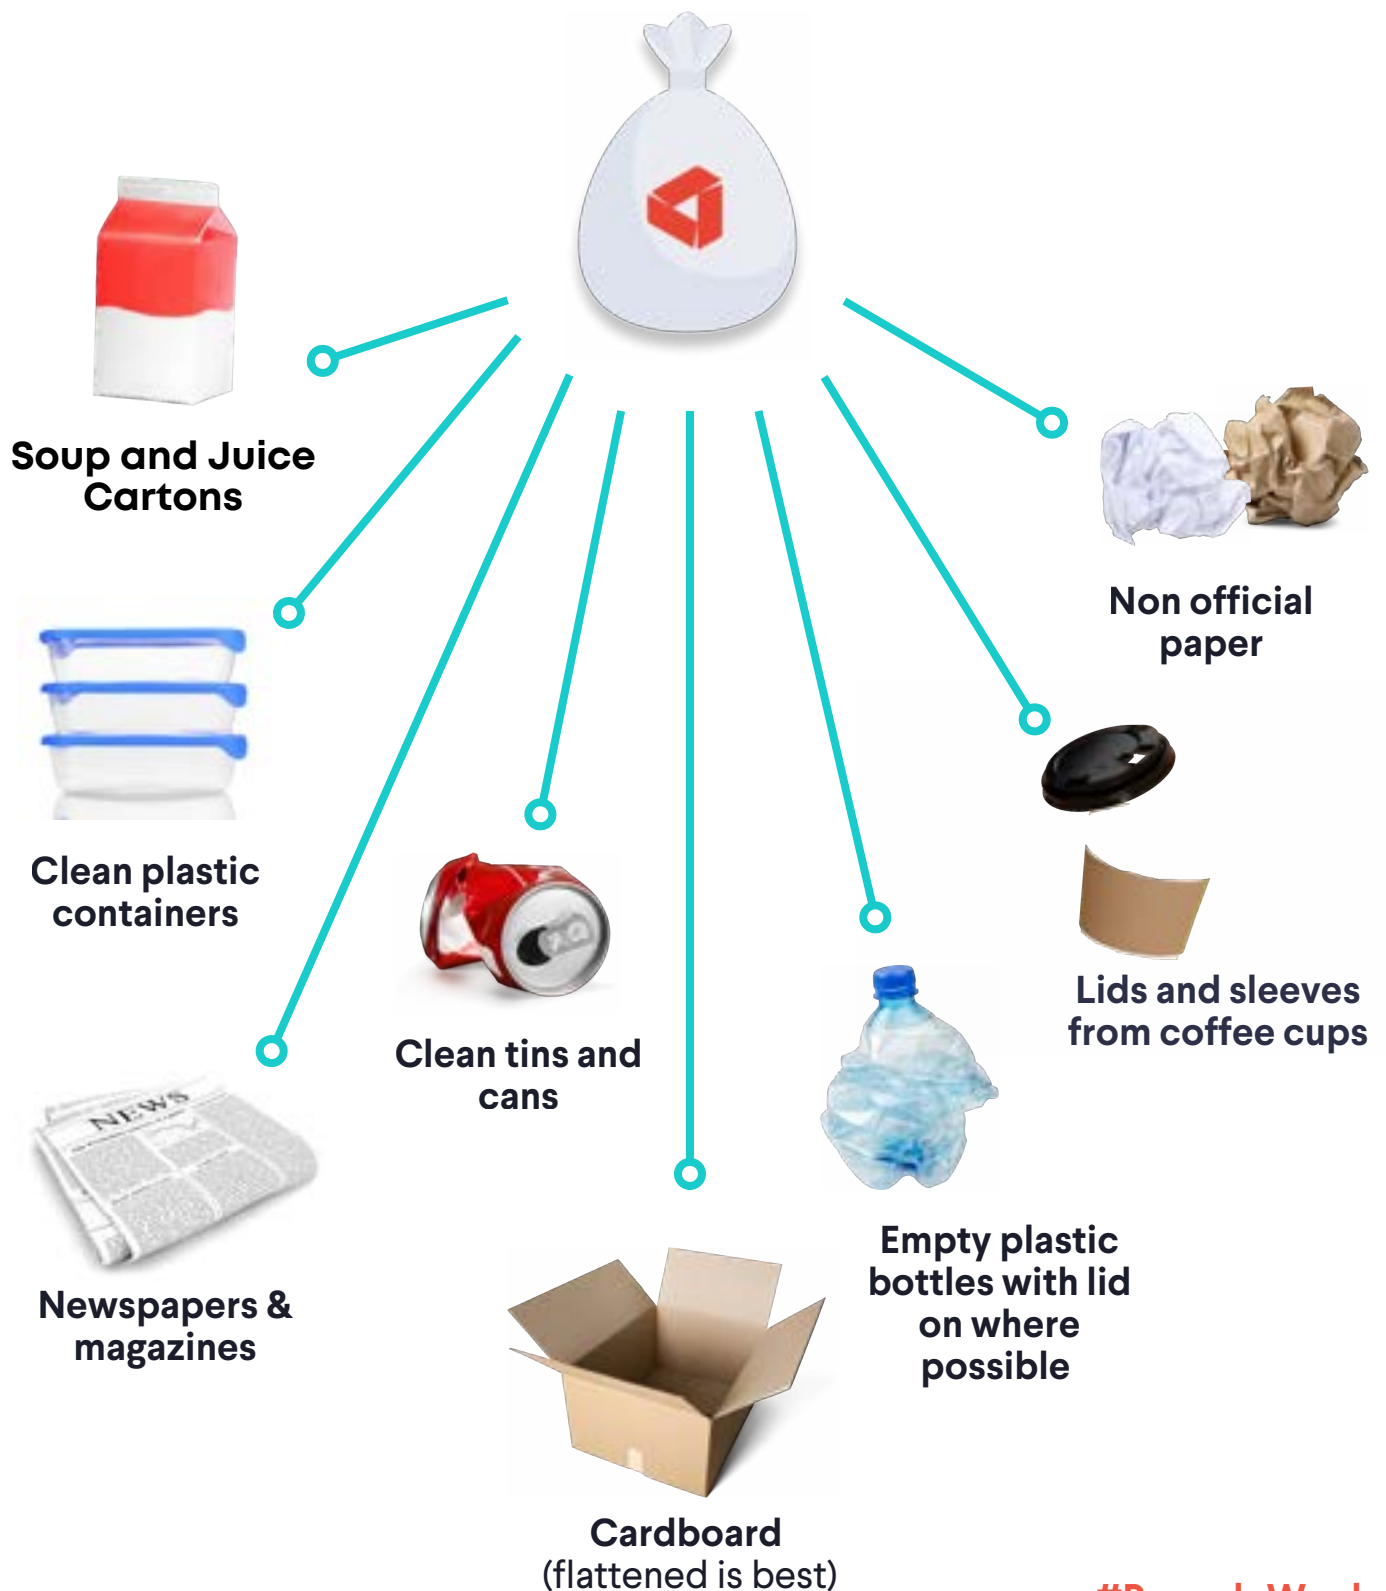 Soup and Juice
Cartons
Non official
paper
Clean plastic
containers
NEWS
Clean tins and
cans
Lids and sleeves
from coffee cups
Newspapers &
magazines
Empty plastic
bottles with lid
on where
possible
Cardboard
(flattened is best)